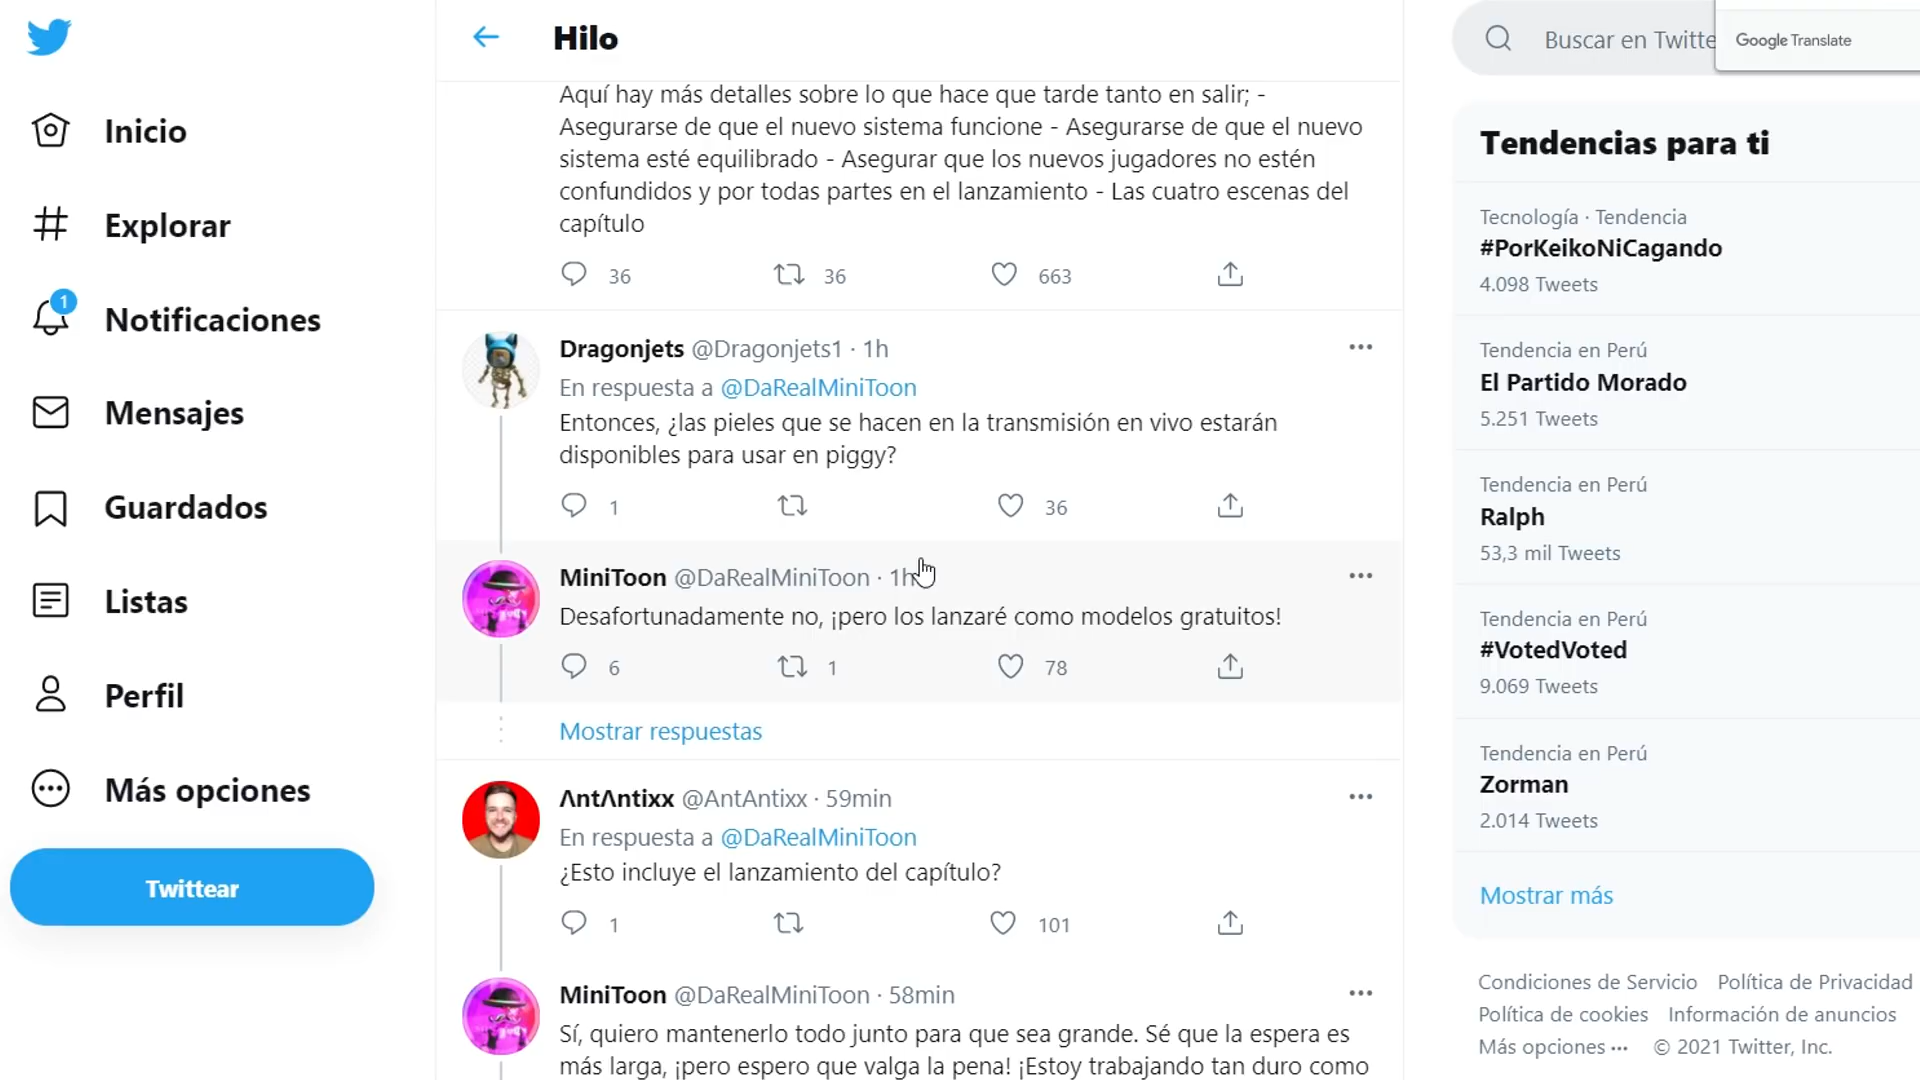 Inicio
Explorar
1
Notificaciones
Mensajes
Guardados
Listas
Perfil
Más opciones
Twittear
Hilo
Aquí hay más detalles sobre lo que hace que tarde tanto en salir; -
Asegurarse de que el nuevo sistema funcione - Asegurarse de que el nuevo
sistema esté equilibrado - Asegurar que los nuevos jugadores no estén
confundidos y por todas partes en el lanzamiento - Las cuatro escenas del
capítulo
36 36 663
Dragonjets @Dragonjets1 · 1h
En respuesta a @DaRealMiniToon
Entonces, ¿las pieles que se hacen en la transmisión en vivo estarán
disponibles para usar en piggy?
1 36
MiniToon @DaRealMiniToon · 1h
Desafortunadamente no, ¡pero los lanzaré como modelos gratuitos!
6 1 78
Mostrar respuestas
ΛntΛntixx @AntAntixx · 59min
En respuesta a @DaRealMiniToon
¿Esto incluye el lanzamiento del capítulo?
1 101
MiniToon @DaRealMiniToon · 58min
Sí, quiero mantenerlo todo junto para que sea grande. Sé que la espera es
más larga, ¡pero espero que valga la pena! ¡Estoy trabajando tan duro como
Buscar en Twitte
Google Translate
Tendencias para ti
Tecnología · Tendencia
#PorKeikoNiCagando
4.098 Tweets
Tendencia en Perú
El Partido Morado
5.251 Tweets
Tendencia en Perú
Ralph
53,3 mil Tweets
Tendencia en Perú
#VotedVoted
9.069 Tweets
Tendencia en Perú
Zorman
2.014 Tweets
Mostrar más
Condiciones de Servicio Política de Privacidad
Política de cookies Información de anuncios
Más opciones ··· © 2021 Twitter, Inc.